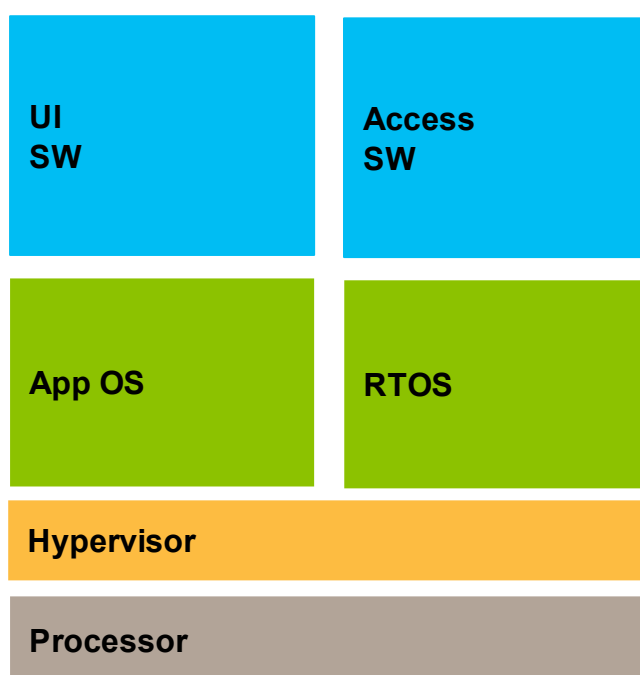 UI
SW
Access
SW
App OS
RTOS
Hypervisor
Processor